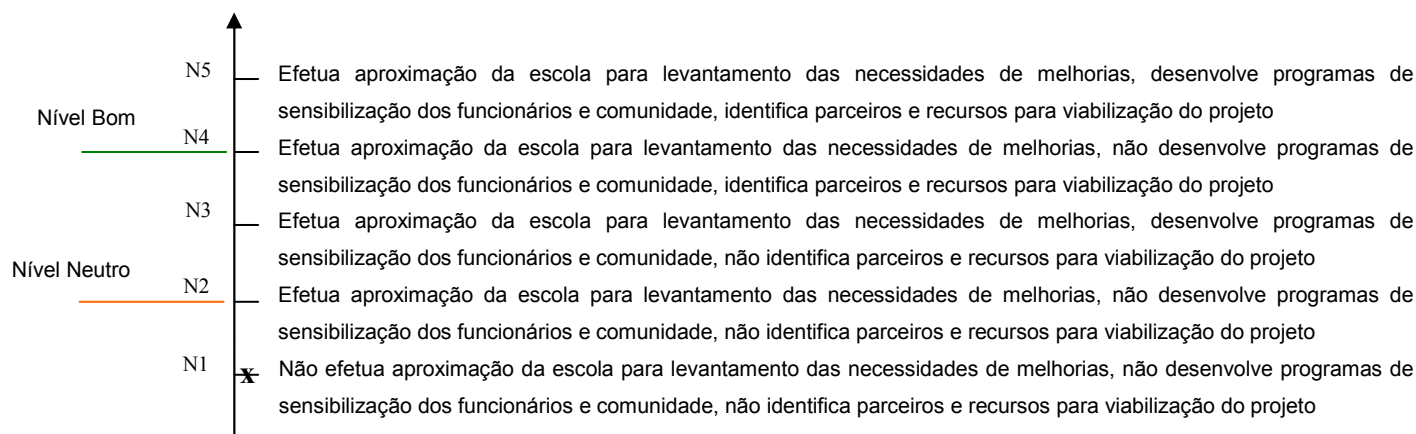 N5 Efetua aproximação da escola para levantamento das necessidades de melhorias, desenvolve programas de
sensibilização dos funcionários e comunidade, identifica parceiros e recursos para viabilização do projeto
Nível Bom
N4 Efetua aproximação da escola para levantamento das necessidades de melhorias, não desenvolve programas de
sensibilização dos funcionários e comunidade, identifica parceiros e recursos para viabilização do projeto
N3 Efetua aproximação da escola para levantamento das necessidades de melhorias, desenvolve programas de
sensibilização dos funcionários e comunidade, não identifica parceiros e recursos para viabilização do projeto
Nível Neutro
N2 Efetua aproximação da escola para levantamento das necessidades de melhorias, não desenvolve programas de
sensibilização dos funcionários e comunidade, não identifica parceiros e recursos para viabilização do projeto
N1 x Não efetua aproximação da escola para levantamento das necessidades de melhorias, não desenvolve programas de
sensibilização dos funcionários e comunidade, não identifica parceiros e recursos para viabilização do projeto